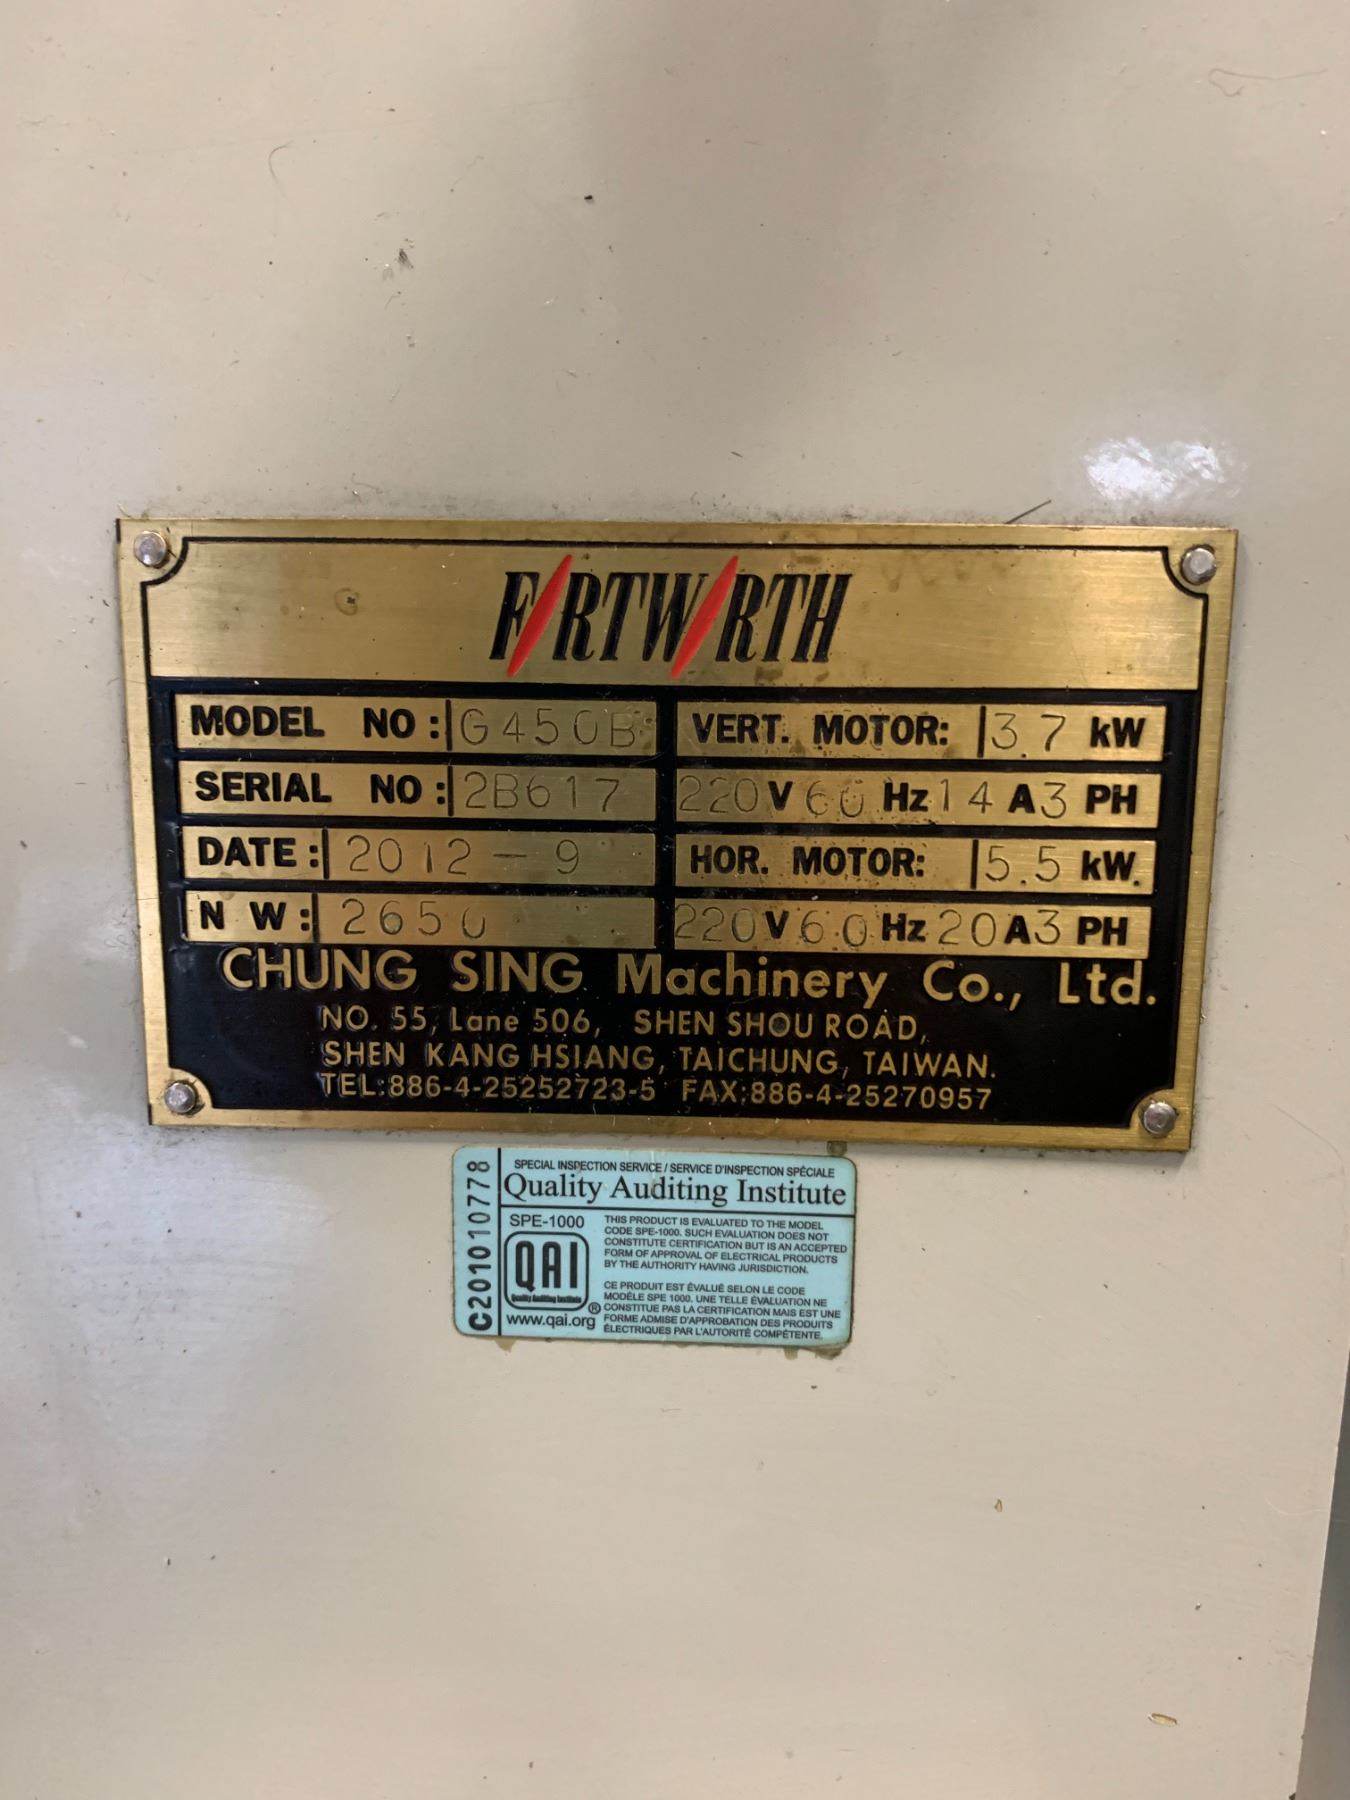 FORTWORTH
MODEL NO: G450B
VERT. MOTOR: 3.7 kW
SERIAL NO: 2B617
220V 60 Hz 14 A 3 PH
DATE: 2012-9
HOR. MOTOR: 5.5 kW.
N W: 2650
220V 60 Hz 20A3 PH
CHUNG SING Machinery Co., Ltd.
NO. 55, Lane 506, SHEN SHOU ROAD,
SHEN KANG HSIANG, TAICHUNG, TAIWAN.
TEL:886-4-25252723-5 FAX:886-4-25270957
C201010778
SPECIAL INSPECTION SERVICE / SERVICE D'INSPECTION SPÉCIALE
Quality Auditing Institute
SPE-1000
QAI
Quality Auditing Institute
®
www.qai.org
THIS PRODUCT IS EVALUATED TO THE MODEL
CODE SPE-1000. SUCH EVALUATION DOES NOT
CONSTITUTE CERTIFICATION BUT IS AN ACCEPTED
FORM OF APPROVAL OF ELECTRICAL PRODUCTS
BY THE AUTHORITY HAVING JURISDICTION.
CE PRODUIT EST ÉVALUÉ SELON LE CODE
MODÈLE SPE 1000. UNE TELLE ÉVALUATION NE
CONSTITUE PAS LA CERTIFICATION MAIS EST UNE
FORME ADMISE D'APPROBATION DES PRODUITS
ÉLECTRIQUES PAR L'AUTORITÉ COMPÉTENTE.